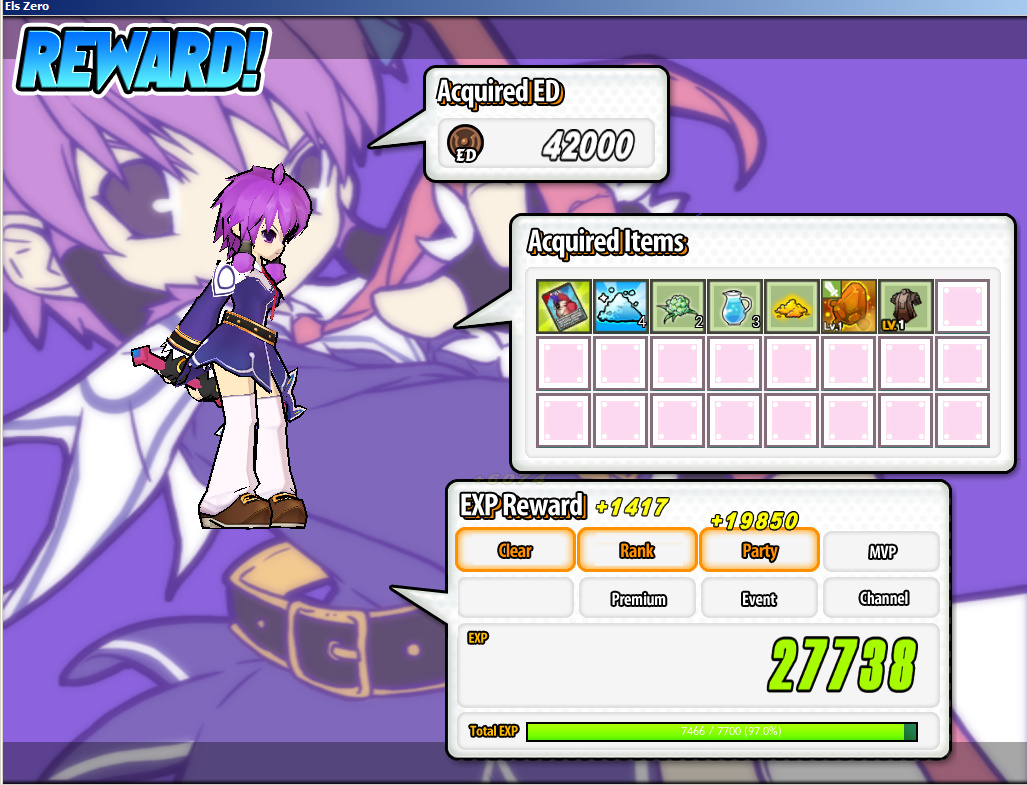 Els Zero
REWARD!
Acquired ED
ED 42000
Acquired Items
4 2 3 Lv.1 LV.1
EXP Reward +1417
+19850
Clear Rank Party MVP
Premium Event Channel
EXP
27738
Total EXP 7466 / 7700 (97.0%)